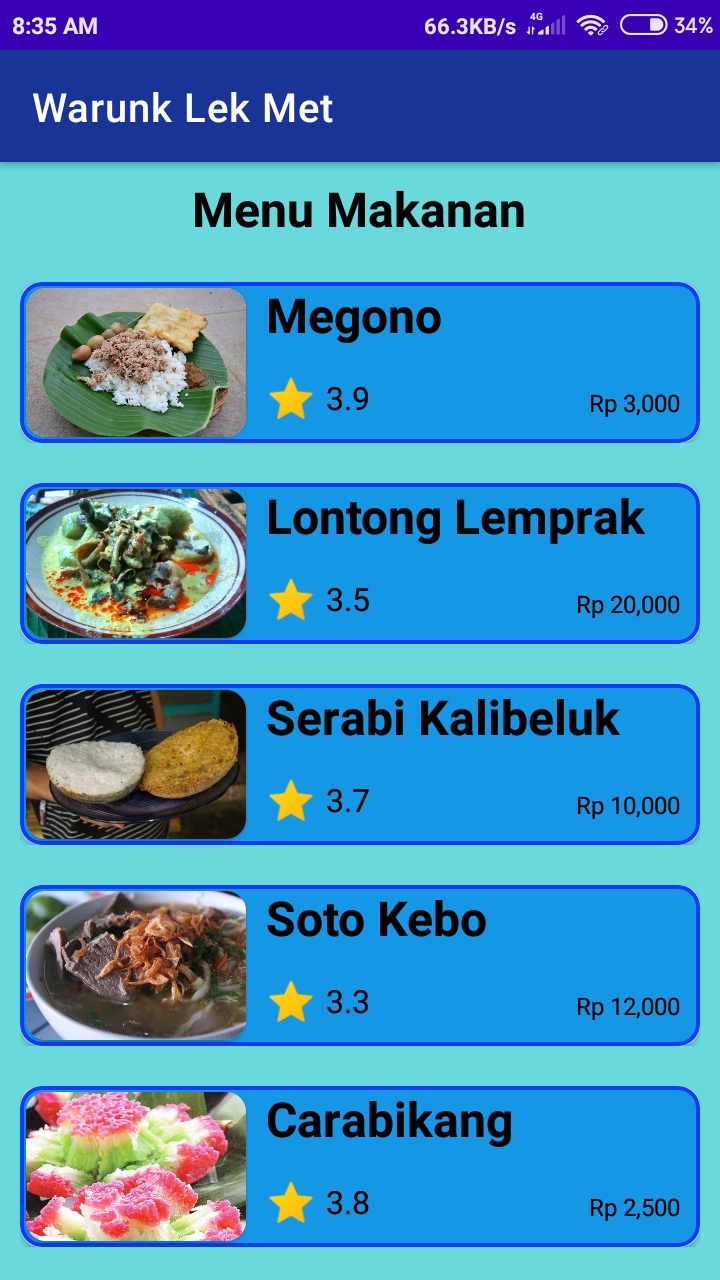 8:35 AM 66.3KB/s 4G 34%
Warunk Lek Met
Menu Makanan
Megono
3.9 Rp 3,000
Lontong Lemprak
3.5 Rp 20,000
Serabi Kalibeluk
3.7 Rp 10,000
Soto Kebo
3.3 Rp 12,000
Carabikang
3.8 Rp 2,500